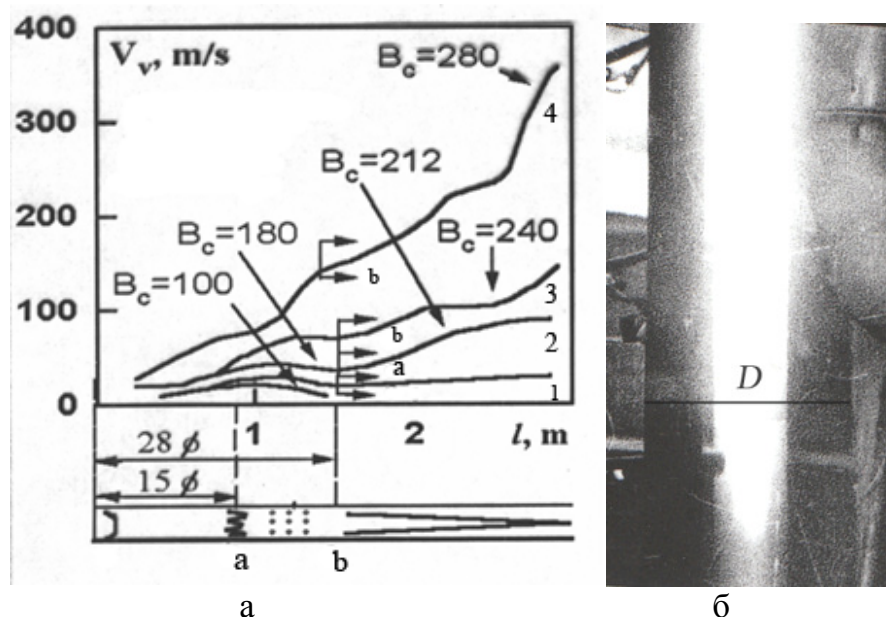 400
V_v, m/s
B_c=280
4
300
B_c=212
200
B_c=180
B_c=240
b
B_c=100
3
100
b
2
a
1
0
1
2
l, m
28 ϕ
15 ϕ
a
b
D
а
б